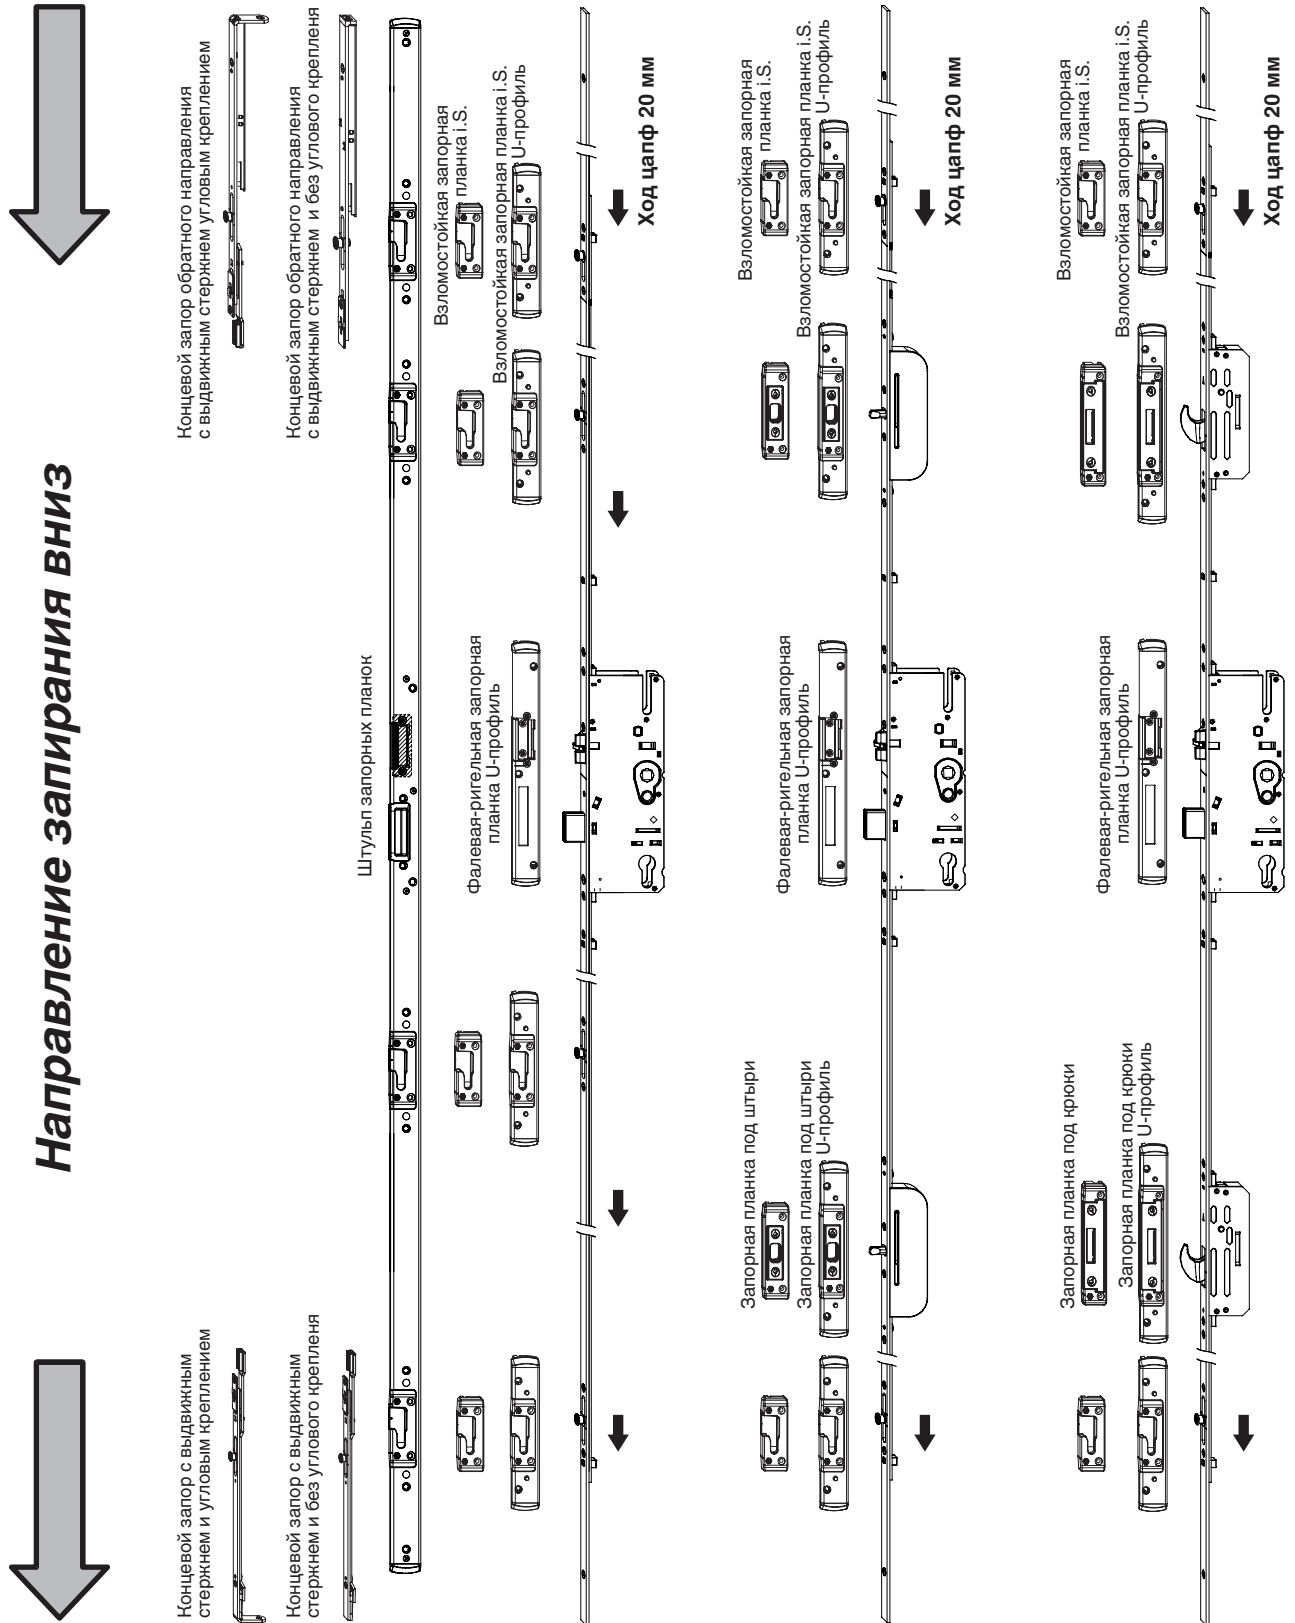 Направление запирания вниз
Концевой запор обратного направления
с выдвижным стержнем угловым креплением
Концевой запор обратного направления
с выдвижным стержнем и без углового крепленя
Концевой запор с выдвижным
стержнем и угловым креплением
Концевой запор с выдвижным
стержнем и без углового крепленя
Штульп запорных планок
Взломостойкая запорная
планка i.S.
Взломостойкая запорная планка i.S.
U-профиль
Фалевая-ригельная запорная
планка U-профиль
Ход цапф 20 мм
Взломостойкая запорная
планка i.S.
Взломостойкая запорная планка i.S.
U-профиль
Фалевая-ригельная запорная
планка U-профиль
Запорная планка под штыри
Запорная планка под штыри
U-профиль
Ход цапф 20 мм
Взломостойкая запорная
планка i.S.
Взломостойкая запорная планка i.S.
U-профиль
Фалевая-ригельная запорная
планка U-профиль
Запорная планка под крюки
Запорная планка под крюки
U-профиль
Ход цапф 20 мм